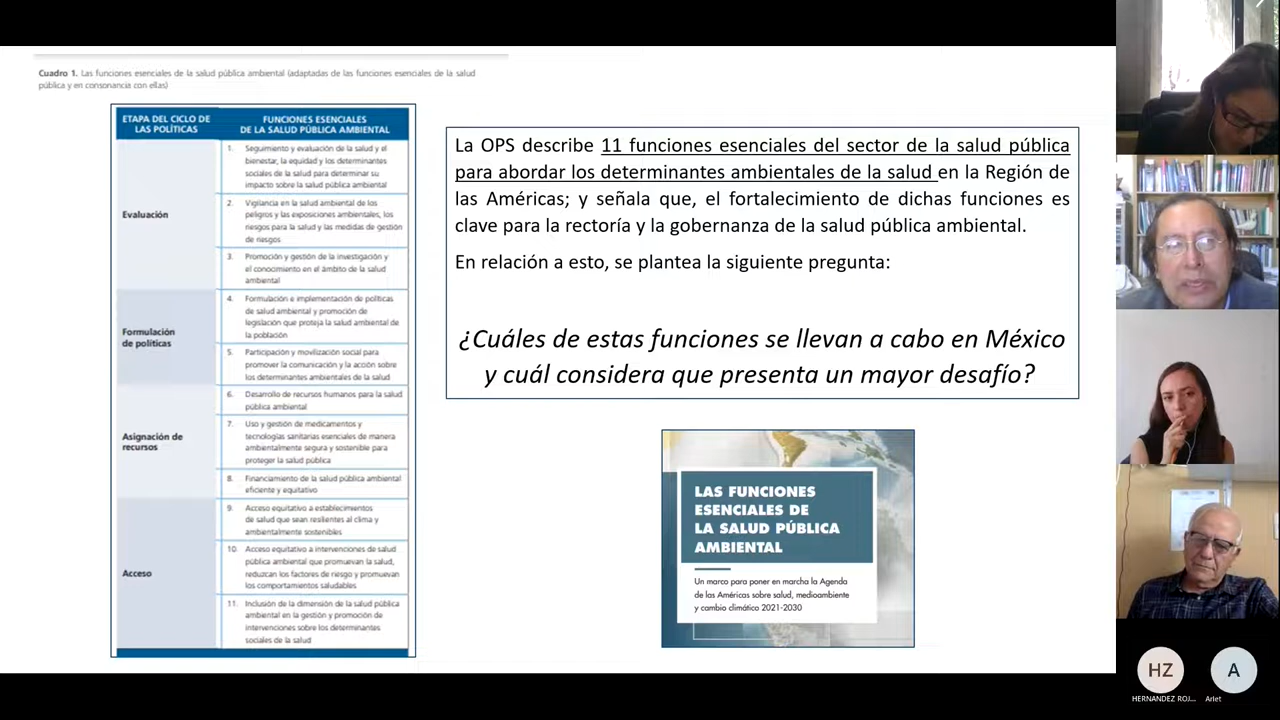 Cuadro 1. Las funciones esenciales de la salud pública ambiental (adaptadas de las funciones esenciales de la salud
pública y en consonancia con ellas)
ETAPA DEL CICLO DE
LAS POLÍTICAS
FUNCIONES ESENCIALES
DE LA SALUD PÚBLICA AMBIENTAL
Evaluación
1. Seguimiento y evaluación de la salud y el
bienestar, la equidad y los determinantes
sociales de la salud para determinar su
impacto sobre la salud pública ambiental
2. Vigilancia en la salud ambiental de los
peligros y las exposiciones ambientales, los
riesgos para la salud y las medidas de gestión
de riesgos
3. Promoción y gestión de la investigación y
el conocimiento en el ámbito de la salud
ambiental
Formulación
de políticas
4. Formulación e implementación de políticas
de salud ambiental y promoción de
legislación que proteja la salud ambiental de
la población
5. Participación y movilización social para
promover la comunicación y la acción sobre
los determinantes ambientales de la salud
Asignación de
recursos
6. Desarrollo de recursos humanos para la salud
pública ambiental
7. Uso y gestión de medicamentos y
tecnologías sanitarias esenciales de manera
ambientalmente segura y sostenible para
proteger la salud pública
8. Financiamiento de la salud pública ambiental
eficiente y equitativo
Acceso
9. Acceso equitativo a establecimientos
de salud que sean resilientes al clima y
ambientalmente sostenibles
10. Acceso equitativo a intervenciones de salud
pública ambiental que promuevan la salud,
reduzcan los factores de riesgo y promuevan
los comportamientos saludables
11. Inclusión de la dimensión de la salud pública
ambiental en la gestión y promoción de
intervenciones sobre los determinantes
sociales de la salud
La OPS describe 11 funciones esenciales del sector de la salud pública
para abordar los determinantes ambientales de la salud en la Región de
las Américas; y señala que, el fortalecimiento de dichas funciones es
clave para la rectoría y la gobernanza de la salud pública ambiental.
En relación a esto, se plantea la siguiente pregunta:
¿Cuáles de estas funciones se llevan a cabo en México
y cuál considera que presenta un mayor desafío?
LAS FUNCIONES
ESENCIALES DE
LA SALUD PÚBLICA
AMBIENTAL
Un marco para poner en marcha la Agenda
de las Américas sobre salud, medioambiente
y cambio climático 2021-2030
HZ
HERNANDEZ ROJ...
A
Arlet